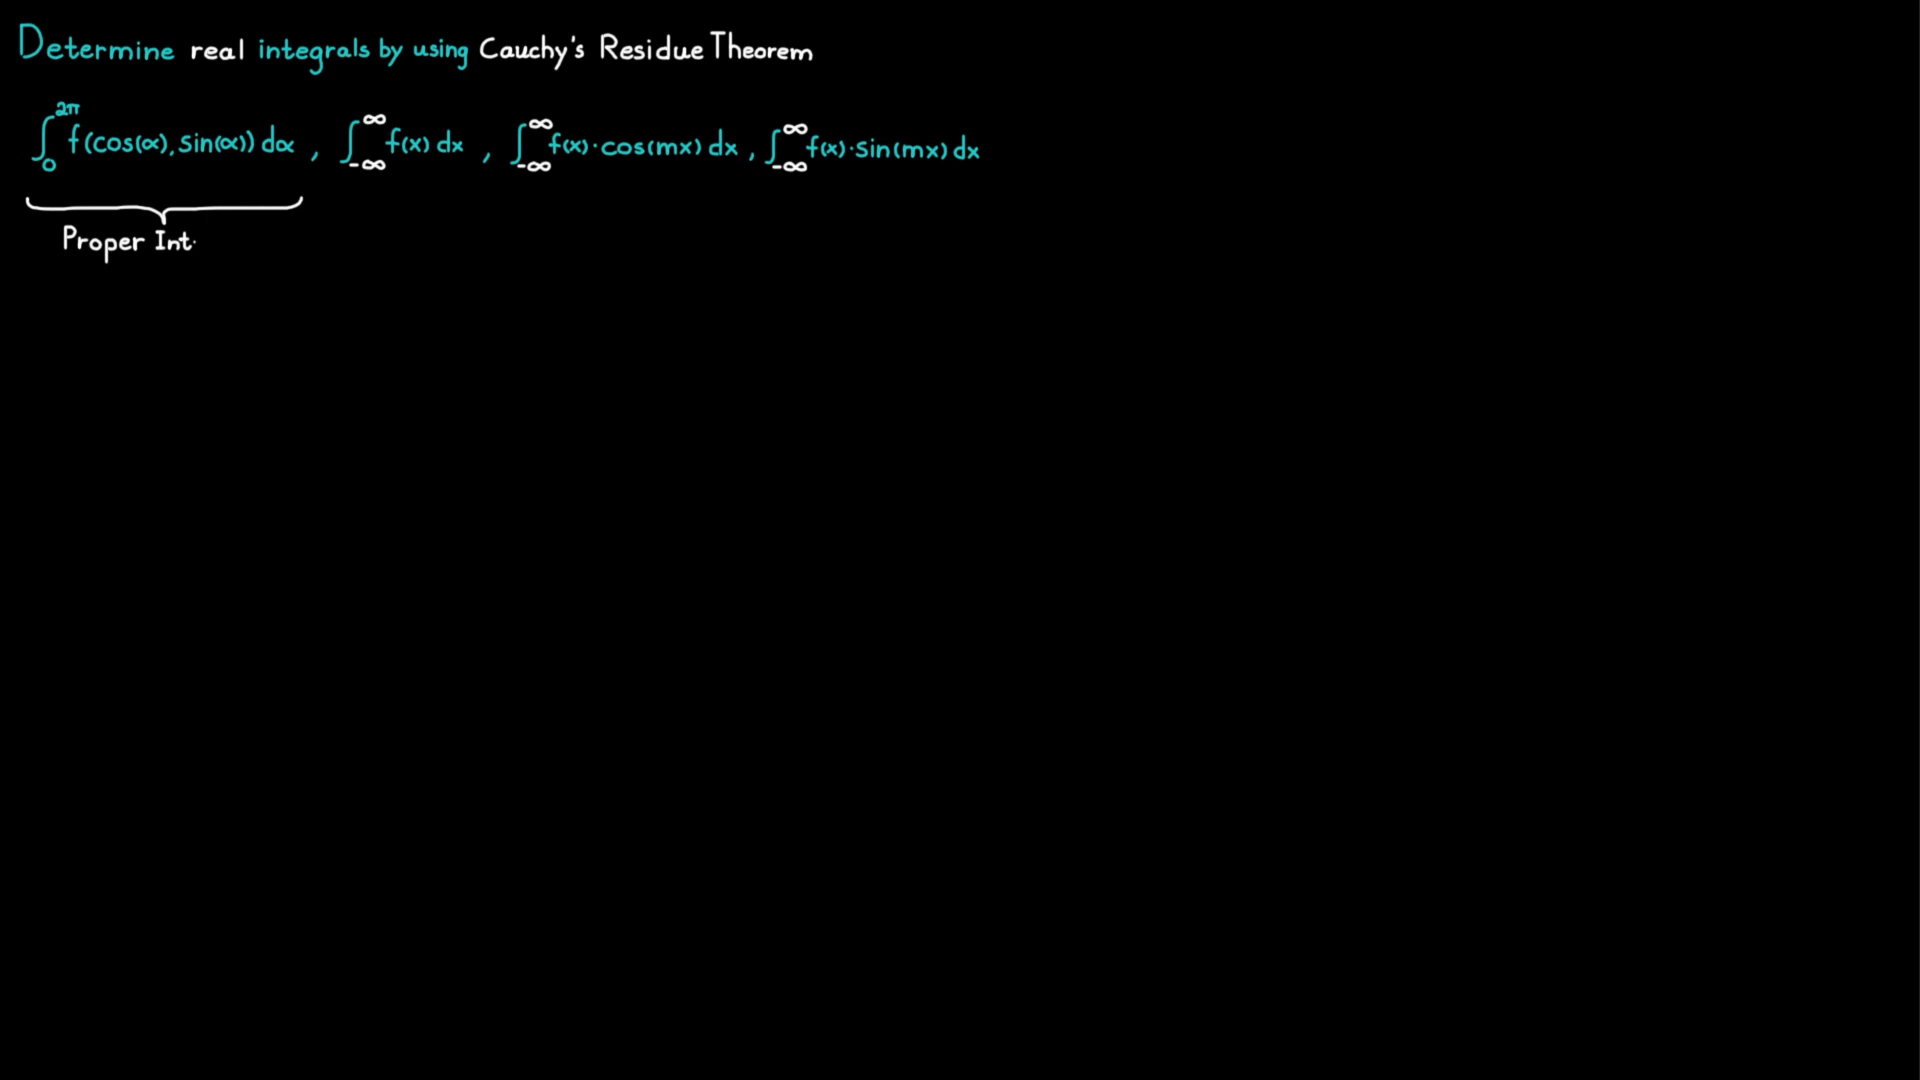 Determine real integrals by using Cauchy's Residue Theorem
∫₀^2π f(cos(α), sin(α)) dα , ∫₋∞^∞ f(x) dx , ∫₋∞^∞ f(x)·cos(mx) dx , ∫₋∞^∞ f(x)·sin(mx) dx
Proper Int